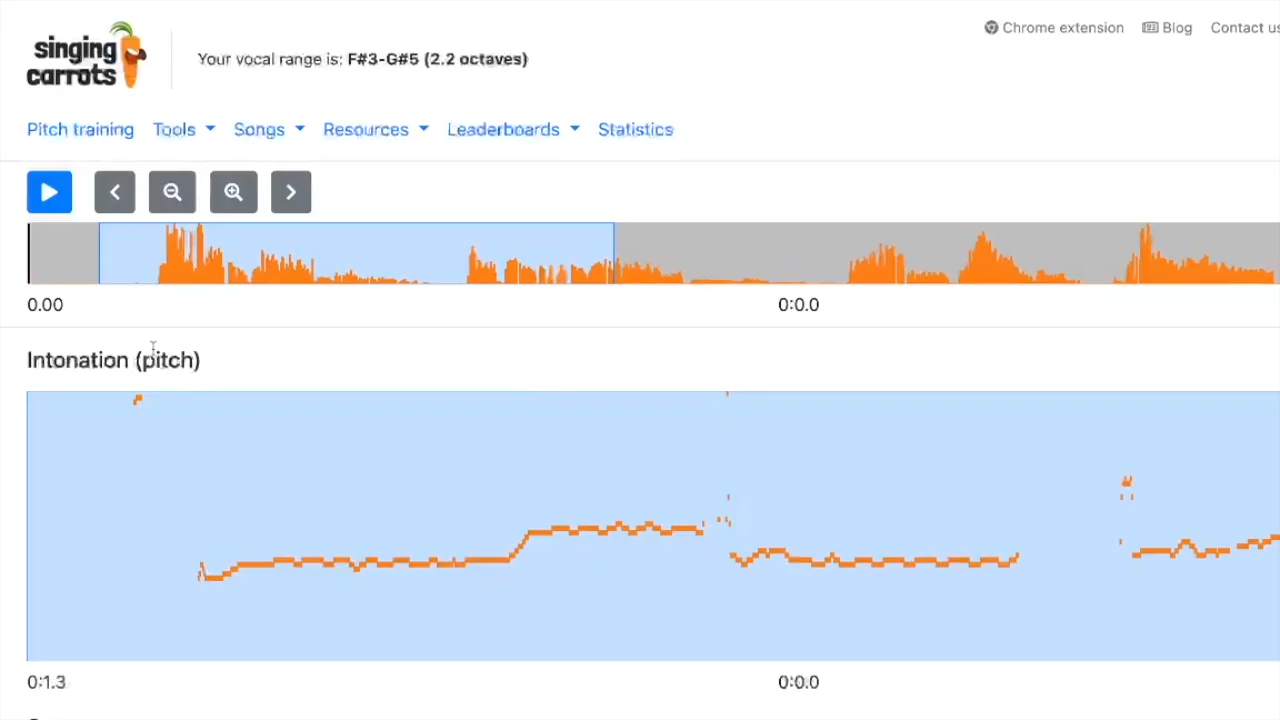 Chrome extension Blog Contact us
singing
carrots
Your vocal range is: F#3-G#5 (2.2 octaves)
Pitch training Tools Songs Resources Leaderboards Statistics
0.00 0:0.0
Intonation (pitch)
0:1.3 0:0.0